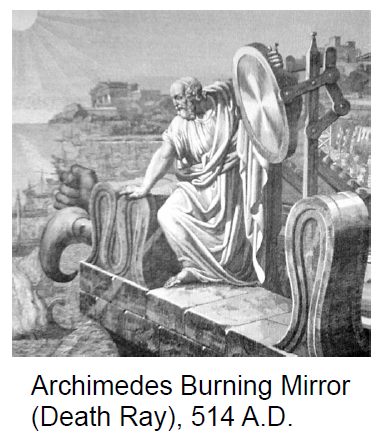 Archimedes Burning Mirror
(Death Ray), 514 A.D.